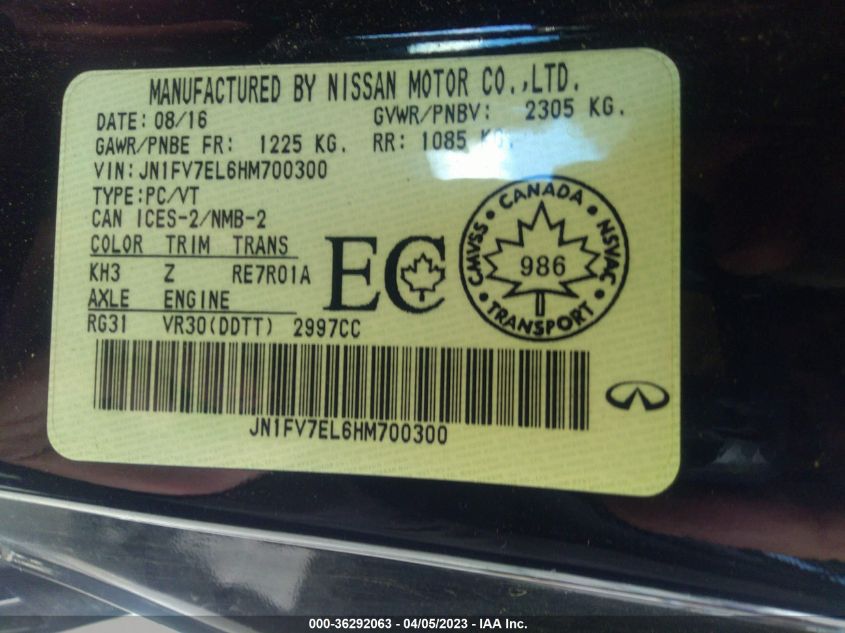 MANUFACTURED BY NISSAN MOTOR CO.,LTD.
DATE: 08/16 GVWR/PNBV: 2305 KG.
GAWR/PNBE FR: 1225 KG. RR: 1085 KG.
VIN: JN1FV7EL6HM700300
TYPE:PC/VT
CAN ICES-2/NMB-2
COLOR TRIM TRANS
KH3 Z RE7R01A
AXLE ENGINE
RG31 VR30(DDTT) 2997CC
EC
CANADA
CMVSS • NSVAC
986
TRANSPORT
JN1FV7EL6HM700300
000-36292063 - 04/05/2023 - IAA Inc.